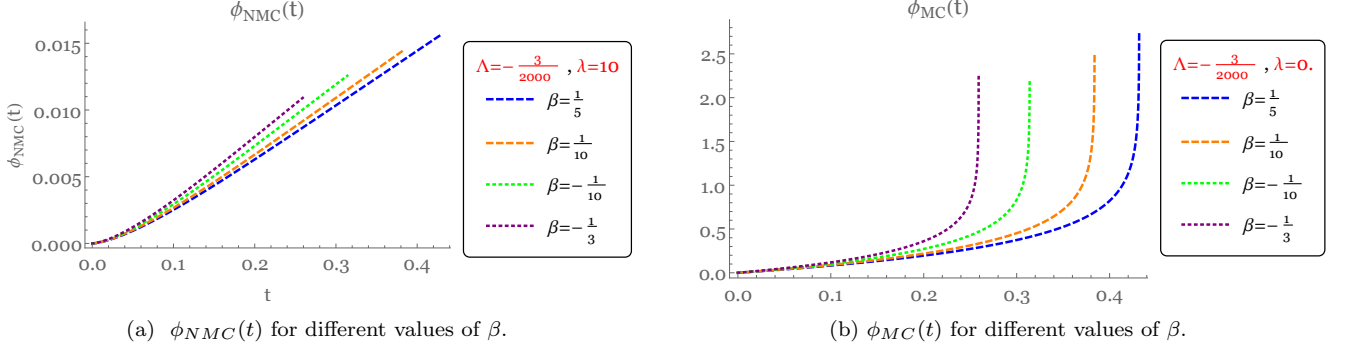 ϕNMC(t)
ϕNMC(t)
0.015
0.010
0.005
0.000
0.0 0.1 0.2 0.3 0.4
t
Λ=− 3/2000 , λ=10
β= 1/5
β= 1/10
β=− 1/10
β=− 1/3
(a) ϕNMC(t) for different values of β.
ϕMC(t)
2.5
2.0
1.5
1.0
0.5
0.0
0.0 0.1 0.2 0.3 0.4
Λ=− 3/2000 , λ=0.
β= 1/5
β= 1/10
β=− 1/10
β=− 1/3
(b) ϕMC(t) for different values of β.